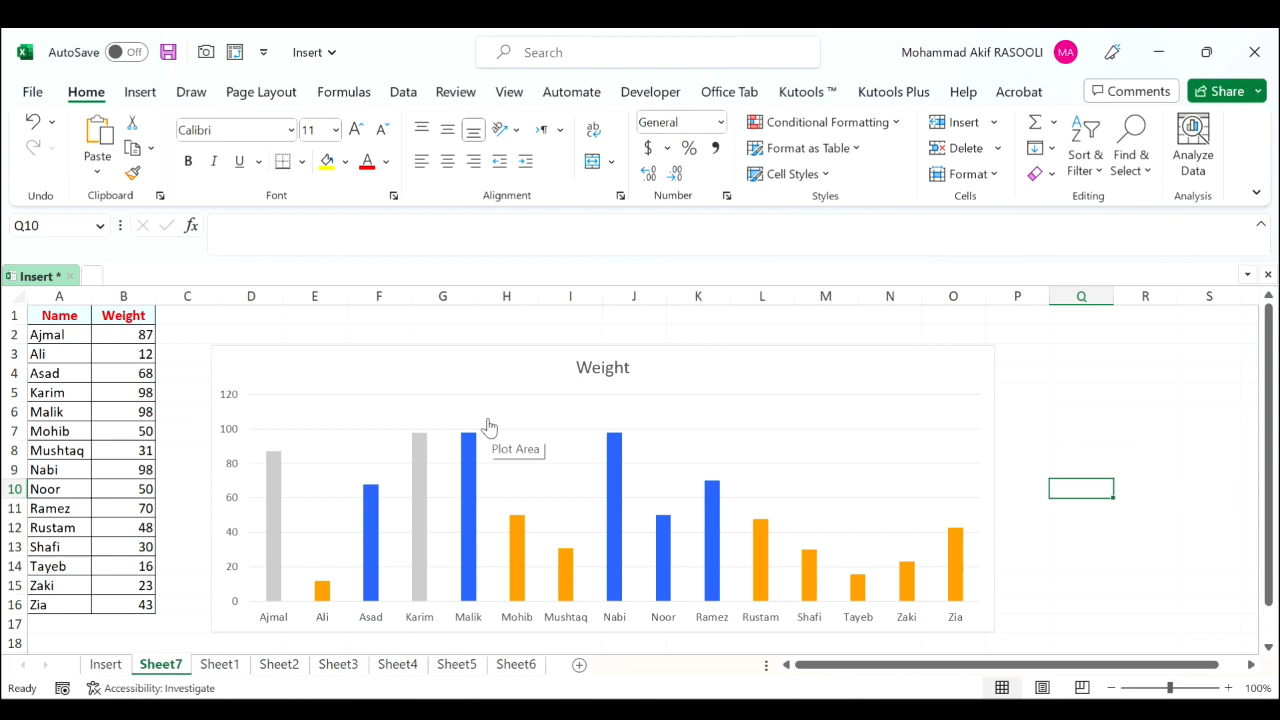 AutoSave Off Insert Search Mohammad Akif RASOOLI MA
File Home Insert Draw Page Layout Formulas Data Review View Automate Developer Office Tab Kutools ™ Kutools Plus Help Acrobat Comments Share
Paste
Calibri 11
General
Conditional Formatting
Format as Table
Cell Styles
Insert
Delete
Format
Sort & Filter
Find & Select
Analyze Data
Undo Clipboard Font Alignment Number Styles Cells Editing Analysis
Q10 fx
Insert *
A B C D E F G H I J K L M N O P Q R S
1 Name Weight
2 Ajmal 87
3 Ali 12
4 Asad 68
5 Karim 98
6 Malik 98
7 Mohib 50
8 Mushtaq 31
9 Nabi 98
10 Noor 50
11 Ramez 70
12 Rustam 48
13 Shafi 30
14 Tayeb 16
15 Zaki 23
16 Zia 43
17
18
Weight
120
100
80
60
40
20
0
Plot Area
Ajmal Ali Asad Karim Malik Mohib Mushtaq Nabi Noor Ramez Rustam Shafi Tayeb Zaki Zia
Insert Sheet7 Sheet1 Sheet2 Sheet3 Sheet4 Sheet5 Sheet6
Ready Accessibility: Investigate 100%